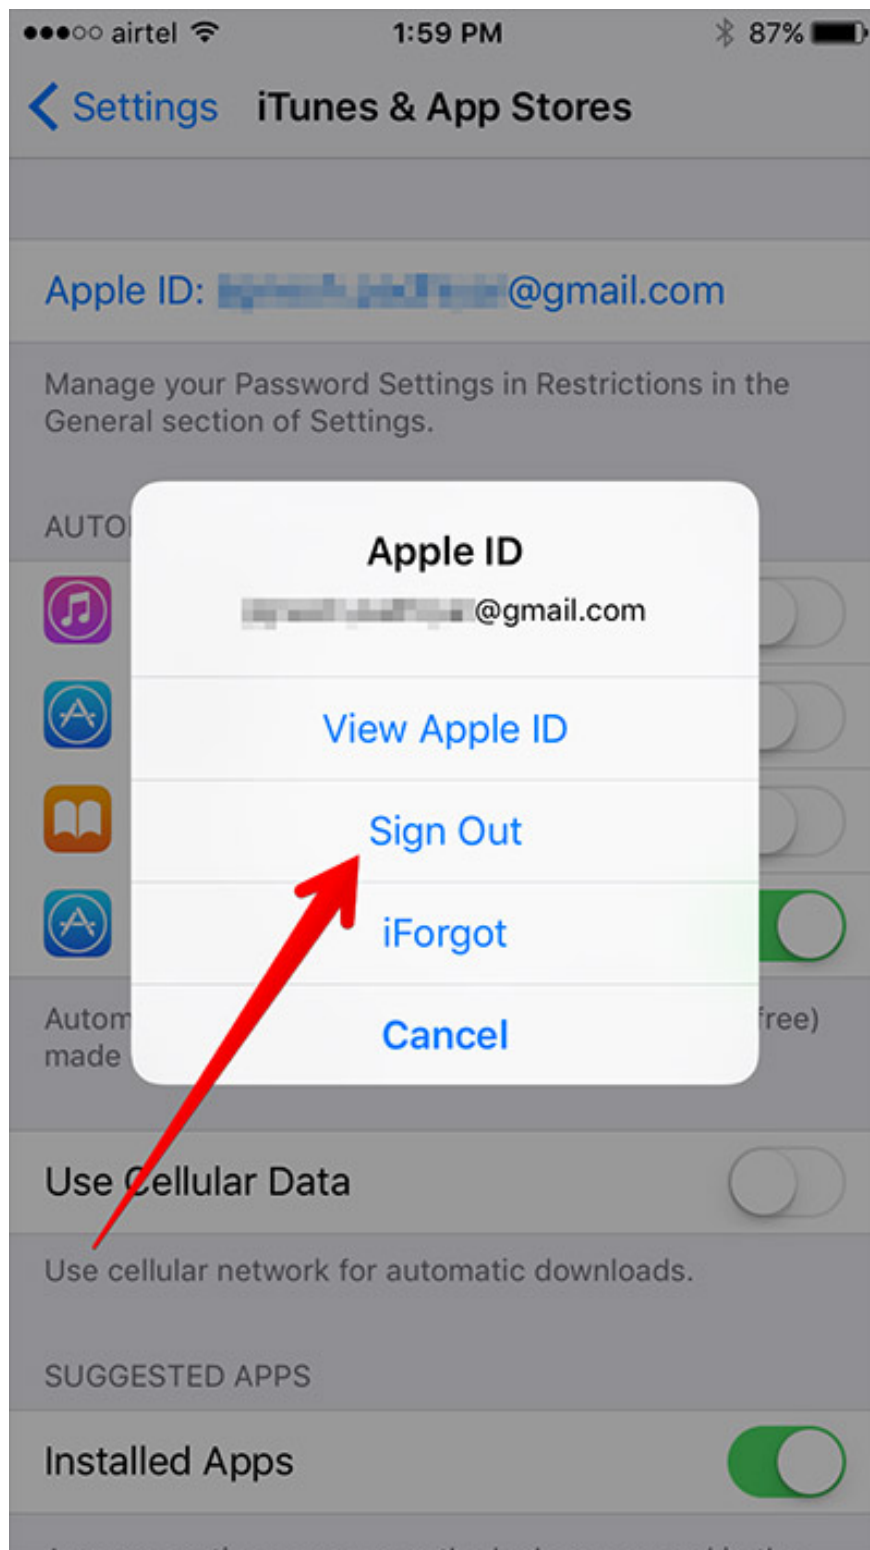 airtel 1:59 PM 87%
Settings iTunes & App Stores
Apple ID: @gmail.com
Manage your Password Settings in Restrictions in the
General section of Settings.
Apple ID
@gmail.com
View Apple ID
Sign Out
iForgot
Cancel
free)
made
Use Cellular Data
Use cellular network for automatic downloads.
SUGGESTED APPS
Installed Apps